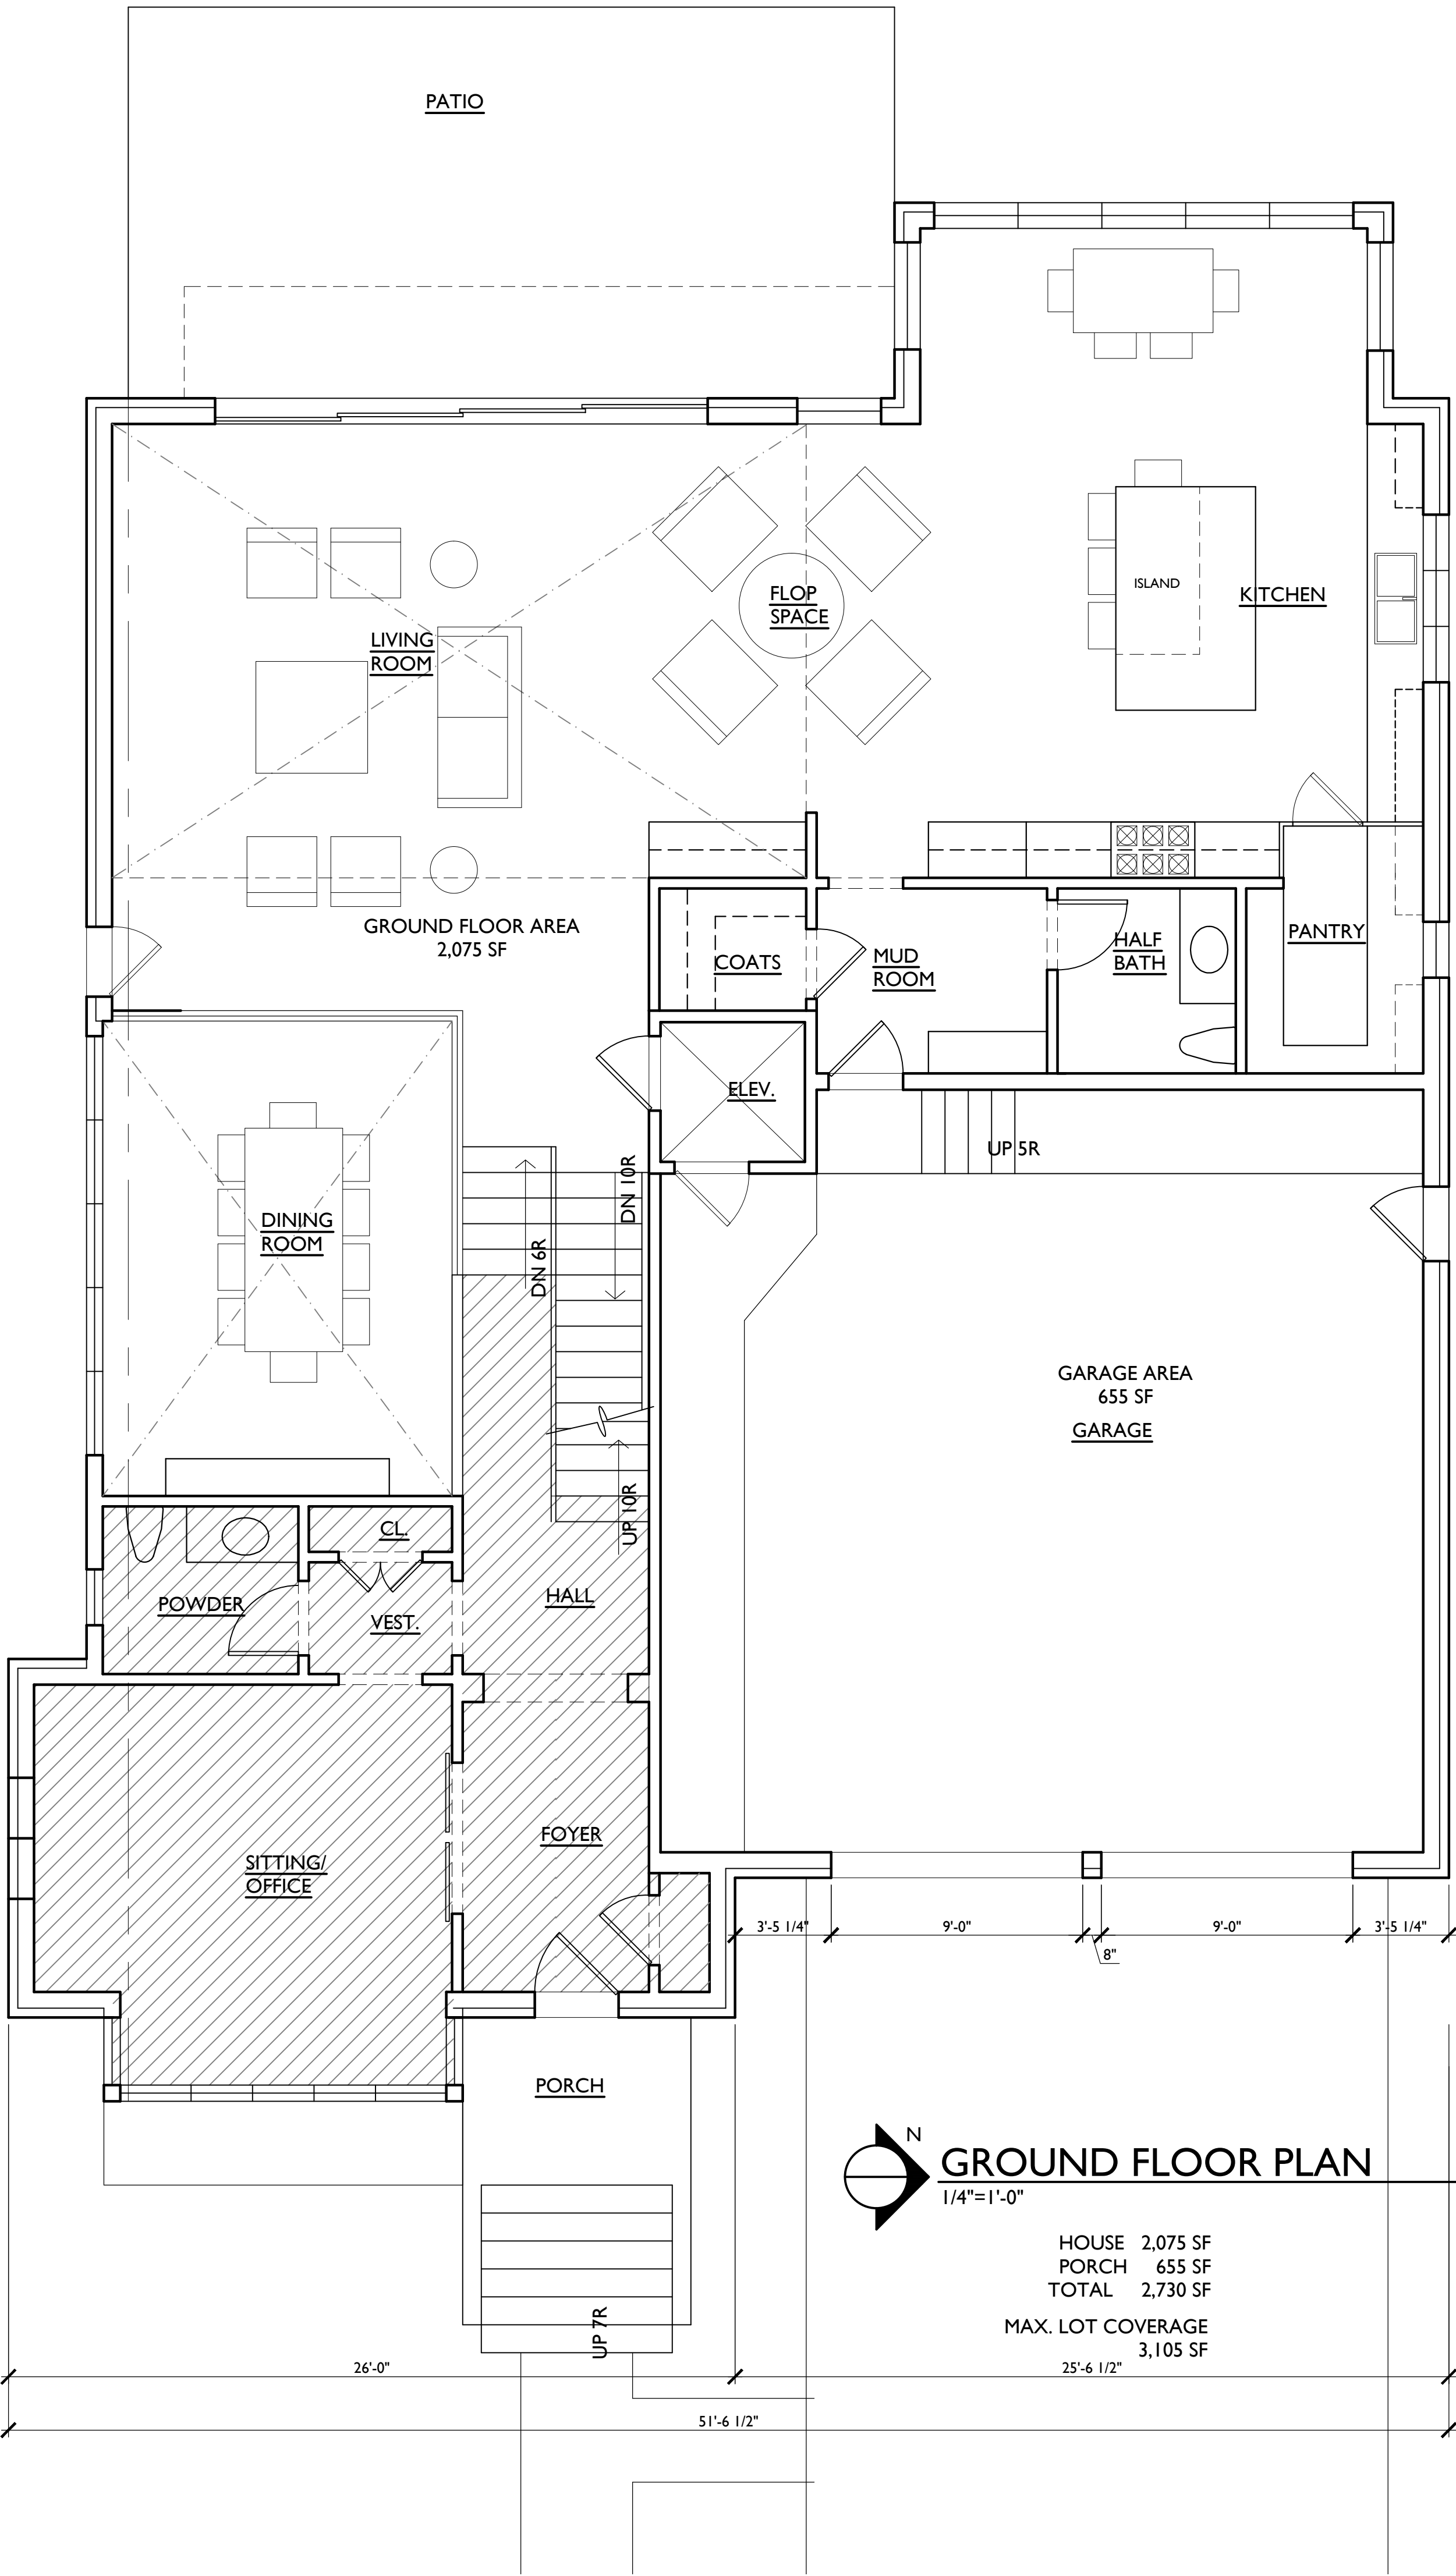 PATIO
ISLAND
KITCHEN
FLOP
SPACE
LIVING
ROOM
GROUND FLOOR AREA
2,075 SF
COATS
MUD
ROOM
HALF
BATH
PANTRY
ELEV.
UP 5R
DN 10R
DN 6R
DINING
ROOM
GARAGE AREA
655 SF
GARAGE
UP 10R
CL.
POWDER
VEST.
HALL
FOYER
SITTING/
OFFICE
3'-5 1/4"
9'-0"
8"
9'-0"
3'-5 1/4"
PORCH
N
GROUND FLOOR PLAN
1/4"=1'-0"
HOUSE 2,075 SF
PORCH 655 SF
TOTAL 2,730 SF
MAX. LOT COVERAGE
3,105 SF
UP 7R
26'-0"
25'-6 1/2"
51'-6 1/2"